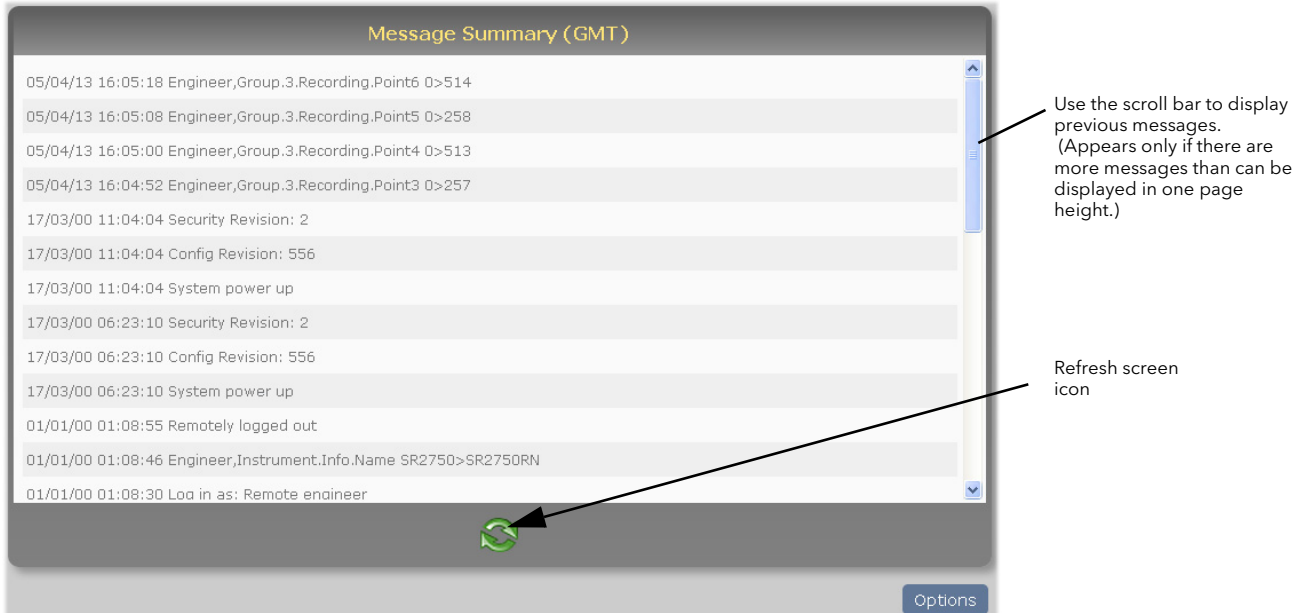 Message Summary (GMT)
05/04/13 16:05:18 Engineer,Group.3.Recording.Point6 0>514
05/04/13 16:05:08 Engineer,Group.3.Recording.Point5 0>258
05/04/13 16:05:00 Engineer,Group.3.Recording.Point4 0>513
05/04/13 16:04:52 Engineer,Group.3.Recording.Point3 0>257
17/03/00 11:04:04 Security Revision: 2
17/03/00 11:04:04 Config Revision: 556
17/03/00 11:04:04 System power up
17/03/00 06:23:10 Security Revision: 2
17/03/00 06:23:10 Config Revision: 556
17/03/00 06:23:10 System power up
01/01/00 01:08:55 Remotely logged out
01/01/00 01:08:46 Engineer,Instrument.Info.Name SR2750>SR2750RN
01/01/00 01:08:30 Log in as: Remote engineer
Options
Use the scroll bar to display
previous messages.
(Appears only if there are
more messages than can be
displayed in one page
height.)
Refresh screen
icon